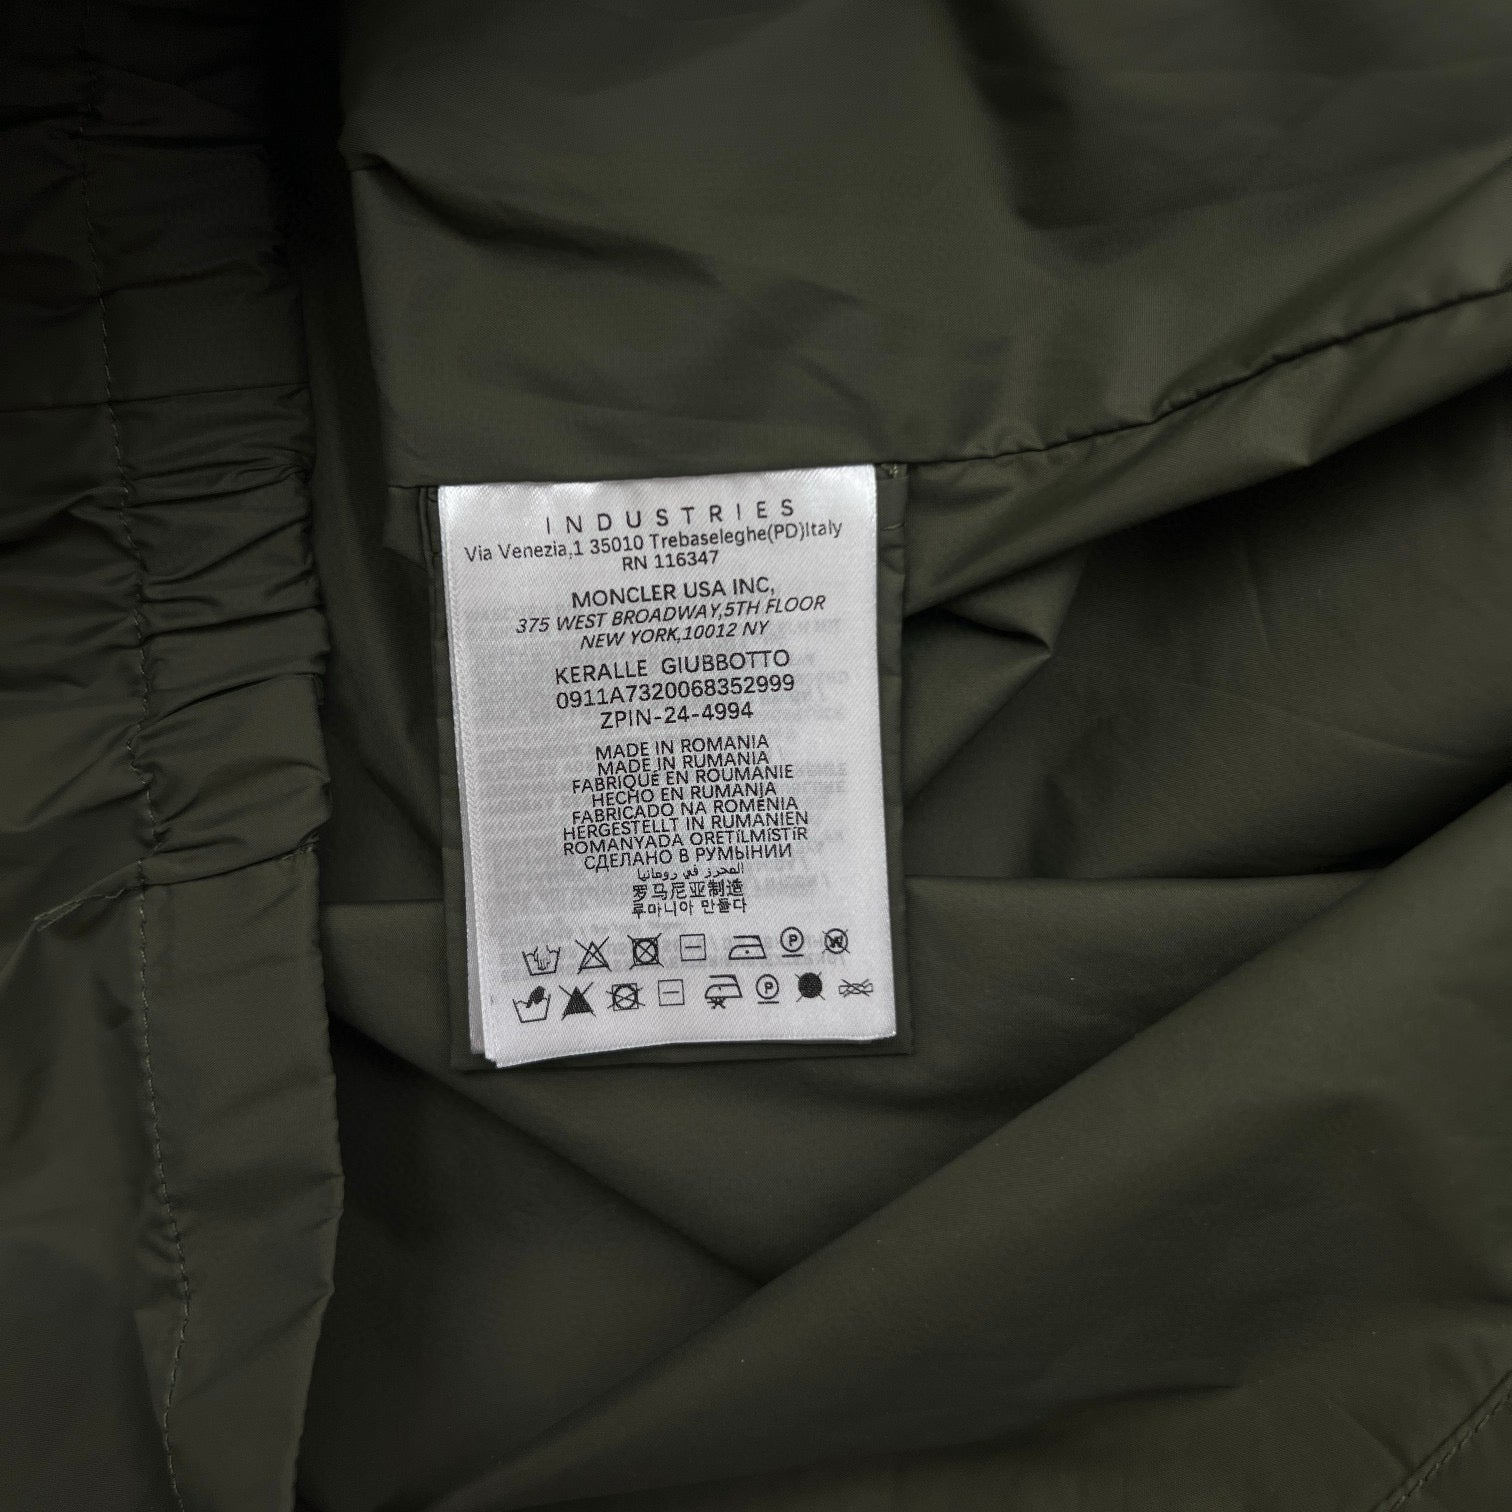 INDUSTRIES
Via Venezia,1 35010 Trebaseleghe(PD)Italy
RN 116347
MONCLER USA INC,
375 WEST BROADWAY,5TH FLOOR
NEW YORK,10012 NY
KERALLE GIUBBOTTO
0911A7320068352999
ZPIN-24-4994
MADE IN ROMANIA
MADE IN RUMANIA
FABRIQUÉ EN ROUMANIE
HECHO EN RUMANIA
FABRICADO NA ROMÉNIA
HERGESTELLT IN RUMANIEN
ROMANYADA ORETİLMİSTİR
СДЕЛАНО В РУМЫНИИ
المحرز في رومانيا
罗马尼亚制造
루마니아 만들다
P W
P